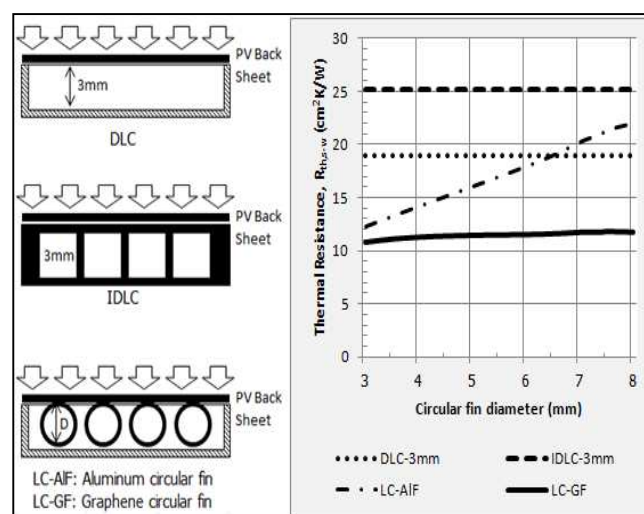 PV Back
Sheet
3mm
DLC
PV Back
Sheet
3mm
IDLC
PV Back
Sheet
D
LC-AlF: Aluminum circular fin
LC-GF: Graphene circular fin
Thermal Resistance, Rth,s-w (cm²K/W)
30
25
20
15
10
5
0
3 4 5 6 7 8
Circular fin diameter (mm)
DLC-3mm IDLC-3mm
LC-AlF LC-GF